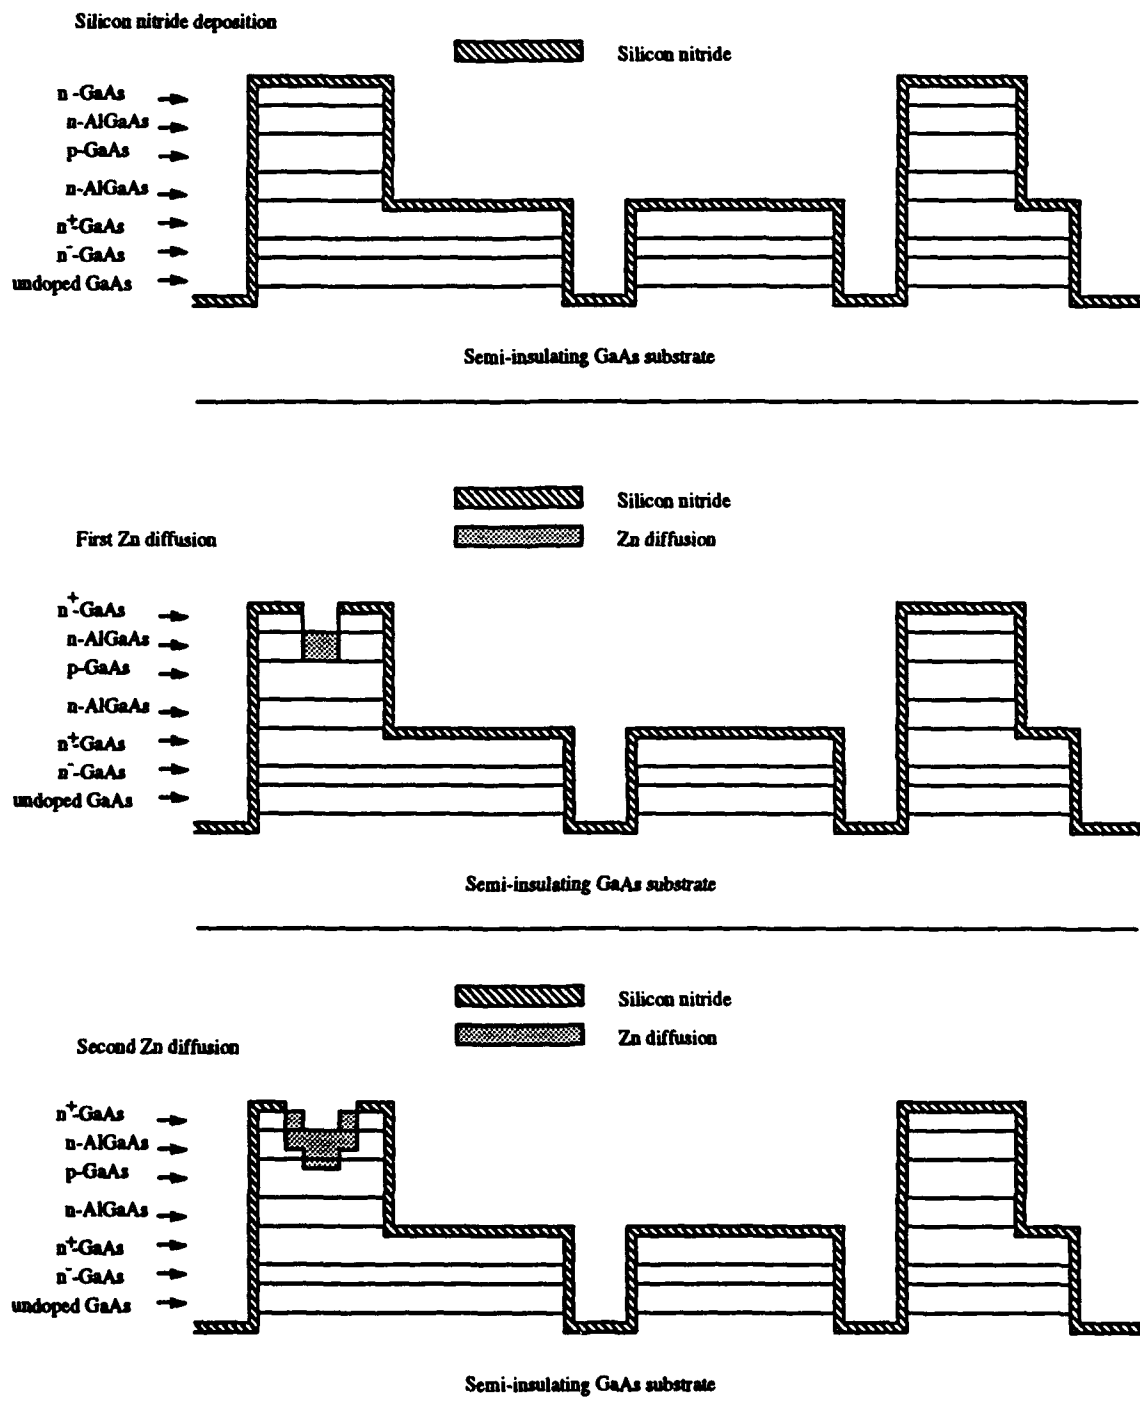 Silicon nitride deposition
Silicon nitride
n -GaAs
n-AlGaAs
p-GaAs
n-AlGaAs
n⁺-GaAs
n⁻-GaAs
undoped GaAs
Semi-insulating GaAs substrate
Silicon nitride
First Zn diffusion
Zn diffusion
n⁺-GaAs
n-AlGaAs
p-GaAs
n-AlGaAs
n⁺-GaAs
n⁻-GaAs
undoped GaAs
Semi-insulating GaAs substrate
Silicon nitride
Zn diffusion
Second Zn diffusion
n⁺-GaAs
n-AlGaAs
p-GaAs
n-AlGaAs
n⁺-GaAs
n⁻-GaAs
undoped GaAs
Semi-insulating GaAs substrate